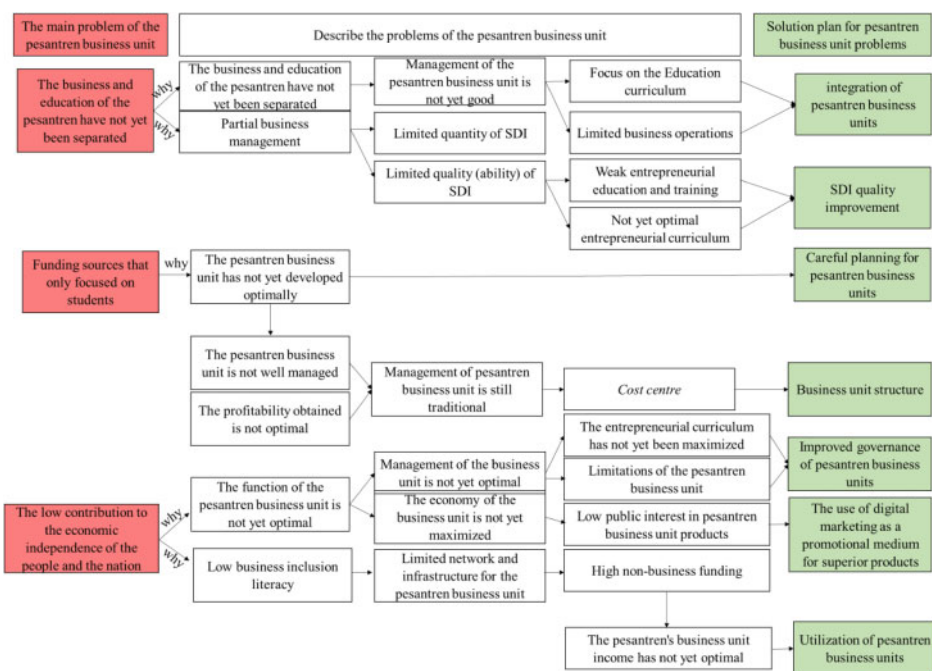 The main problem of the
pesantren business unit
Describe the problems of the pesantren business unit
Solution plan for pesantren
business unit problems
The business and
education of the
pesantren have not yet
been separated
why
why
The business and education
of the pesantren have not
yet been separated
Partial business
management
Management of the
pesantren business unit is
not yet good
Limited quantity of SDI
Limited quality (ability) of
SDI
Focus on the Education
curriculum
Limited business operations
Weak entrepreneurial
education and training
Not yet optimal
entrepreneurial curriculum
integration of
pesantren business
units
SDI quality
improvement
Funding sources that
only focused on
students
why
The pesantren business
unit has not yet developed
optimally
Careful planning for
pesantren business
units
The pesantren business
unit is not well managed
The profitability obtained
is not optimal
Management of pesantren
business unit is still
traditional
Cost centre
Business unit structure
The low contribution to
the economic
independence of the
people and the nation
why
why
The function of the
pesantren business unit
is not yet optimal
Low business inclusion
literacy
Management of the business
unit is not yet optimal
The economy of the
business unit is not yet
maximized
Limited network and
infrastructure for the
pesantren business unit
The entrepreneurial curriculum
has not yet been maximized
Limitations of the pesantren
business unit
Low public interest in pesantren
business unit products
High non-business funding
The pesantren's business unit
income has not yet optimal
Improved governance
of pesantren business
units
The use of digital
marketing as a
promotional medium
for superior products
Utilization of pesantren
business units